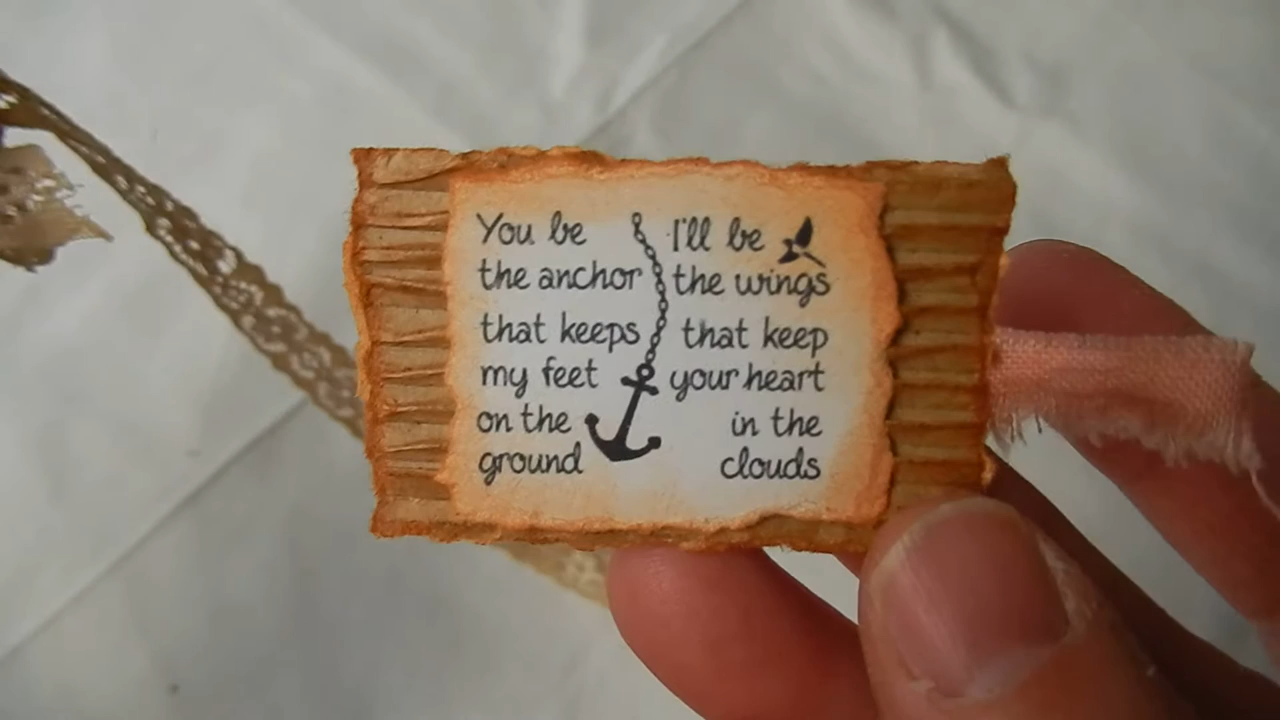 You be
the anchor
that keeps
my feet
on the
ground
I'll be
the wings
that keep
your heart
in the
clouds